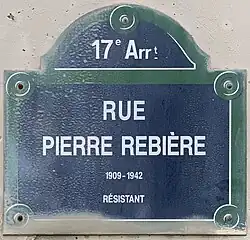 17e Arrt
RUE
PIERRE REBIÈRE
1909-1942
RÉSISTANT